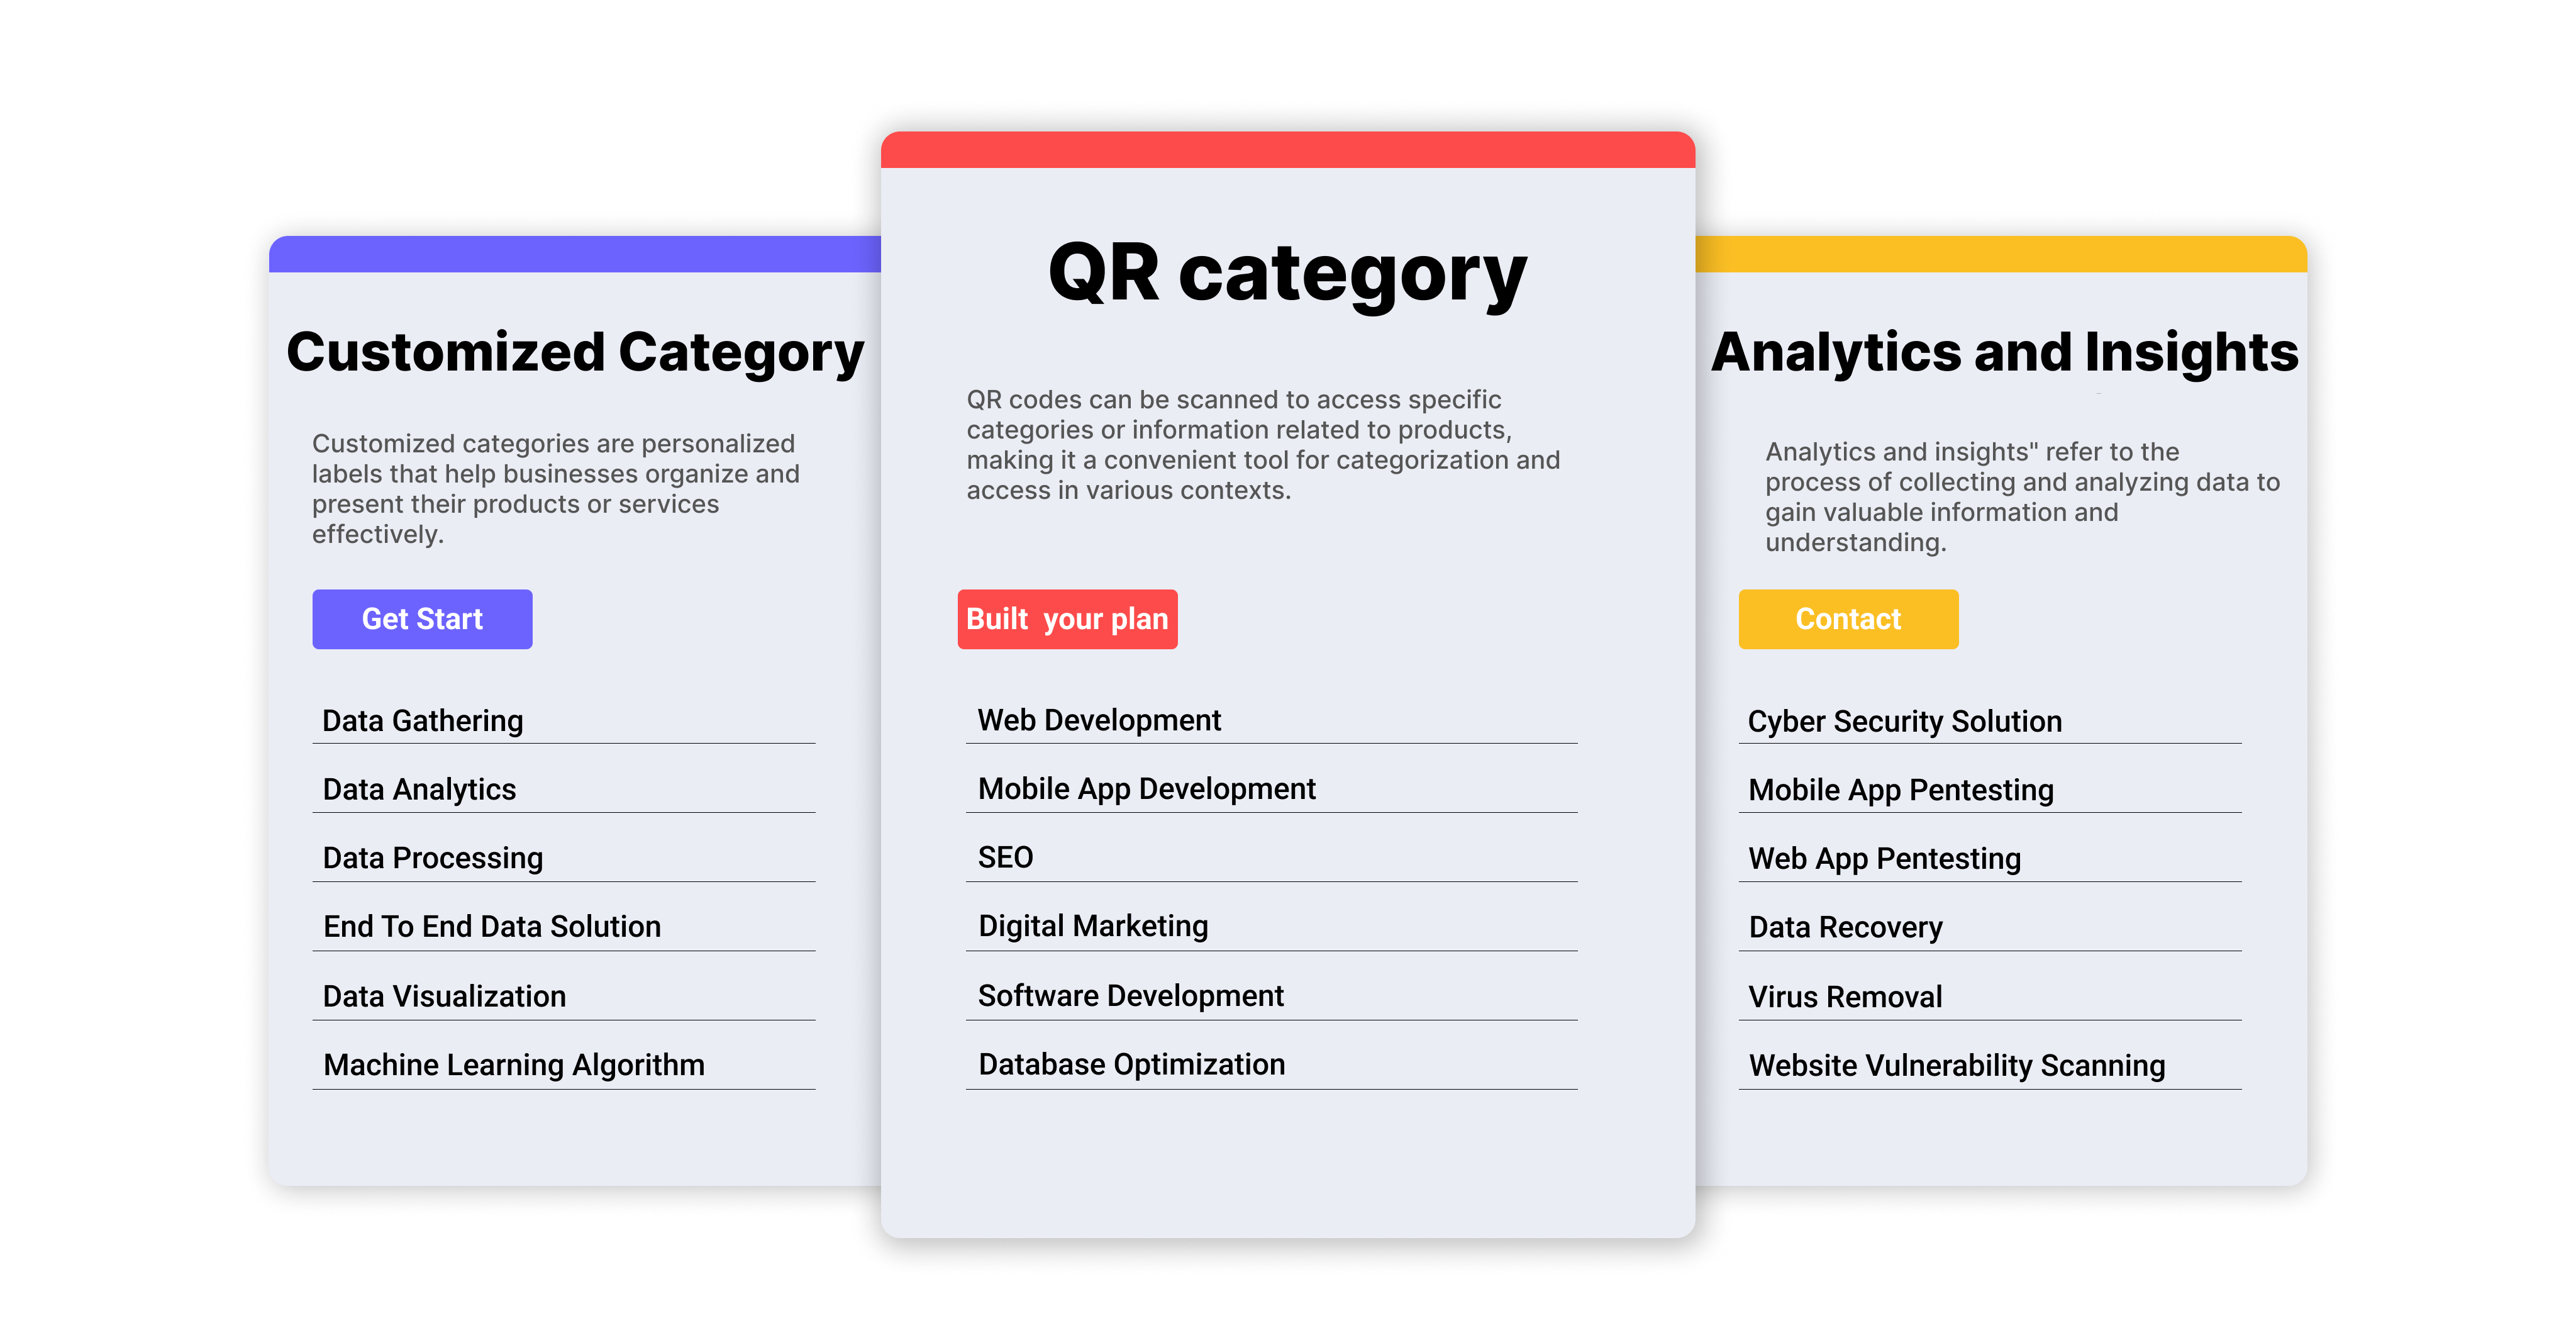 Customized Category
Customized categories are personalized
labels that help businesses organize and
present their products or services
effectively.
Get Start
Data Gathering
Data Analytics
Data Processing
End To End Data Solution
Data Visualization
Machine Learning Algorithm
QR category
QR codes can be scanned to access specific
categories or information related to products,
making it a convenient tool for categorization and
access in various contexts.
Built  your plan
Web Development
Mobile App Development
SEO
Digital Marketing
Software Development
Database Optimization
Analytics and Insights
Analytics and insights" refer to the
process of collecting and analyzing data to
gain valuable information and
understanding.
Contact
Cyber Security Solution
Mobile App Pentesting
Web App Pentesting
Data Recovery
Virus Removal
Website Vulnerability Scanning